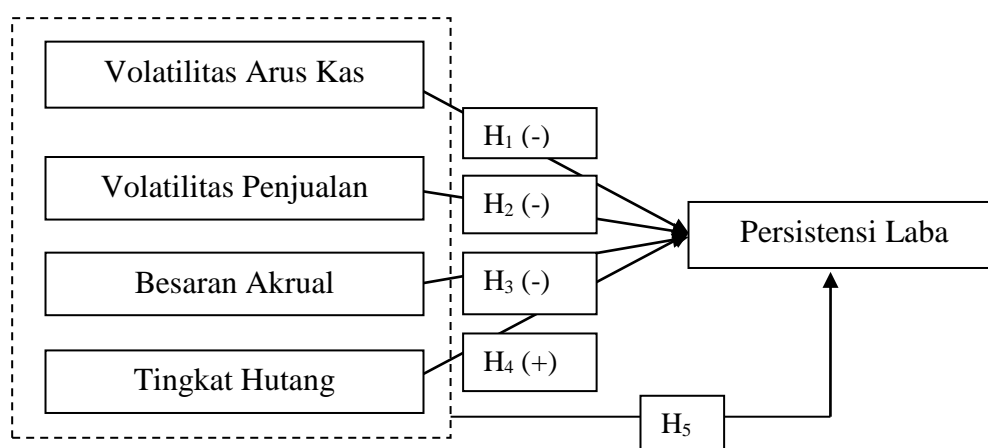 Volatilitas Arus Kas
H₁ (-)
Volatilitas Penjualan
H₂ (-)
Persistensi Laba
Besaran Akrual
H₃ (-)
H₄ (+)
Tingkat Hutang
H₅